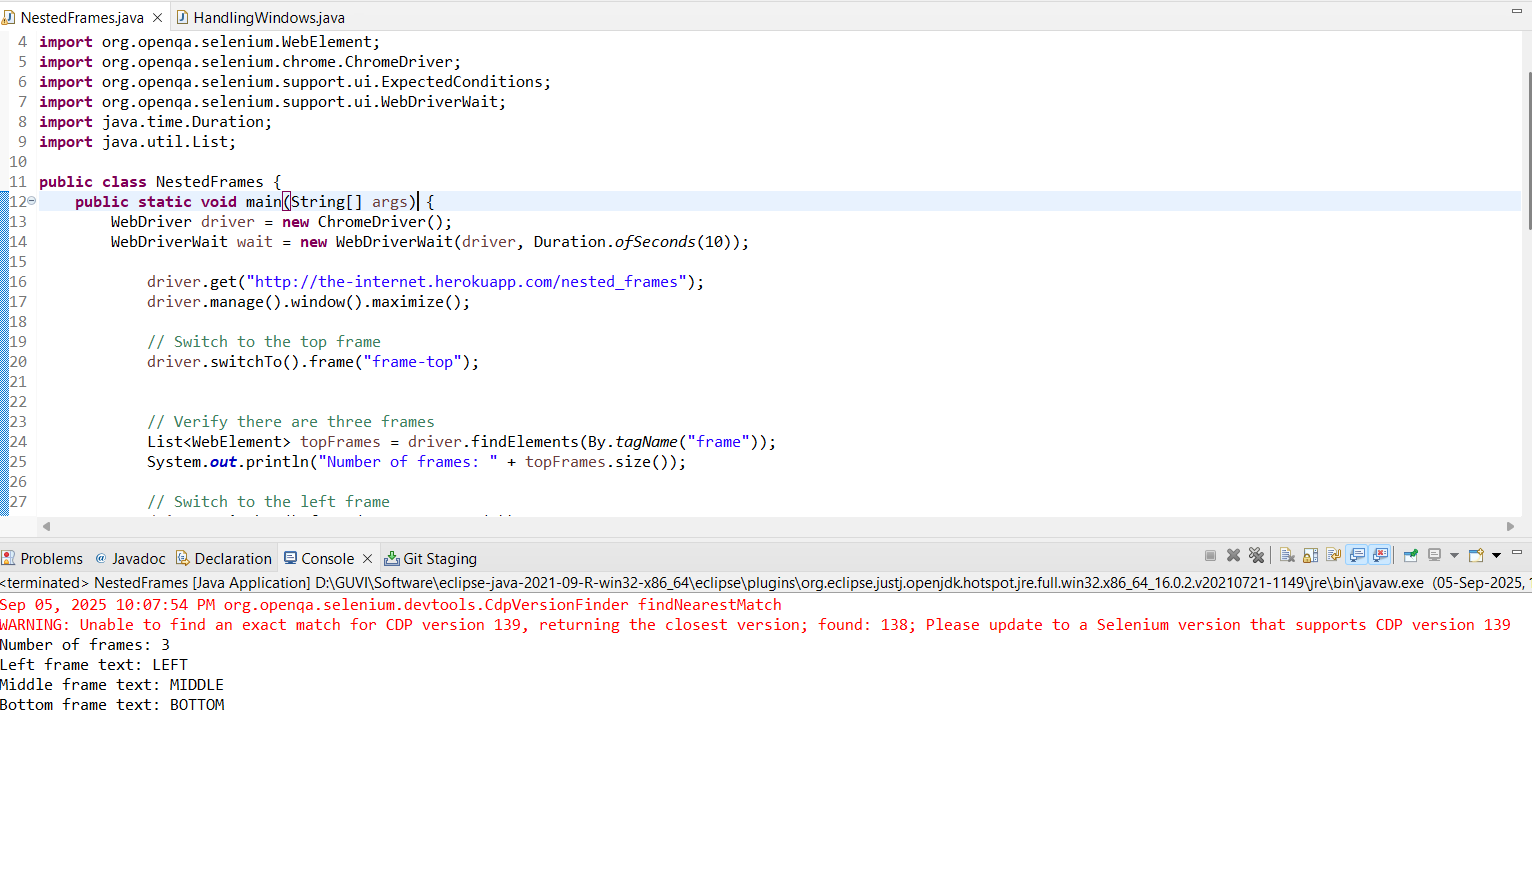 NestedFrames.java HandlingWindows.java
4 import org.openqa.selenium.WebElement;
5 import org.openqa.selenium.chrome.ChromeDriver;
6 import org.openqa.selenium.support.ui.ExpectedConditions;
7 import org.openqa.selenium.support.ui.WebDriverWait;
8 import java.time.Duration;
9 import java.util.List;
10
11 public class NestedFrames {
12 public static void main(String[] args) {
13 WebDriver driver = new ChromeDriver();
14 WebDriverWait wait = new WebDriverWait(driver, Duration.ofSeconds(10));
15
16 driver.get("http://the-internet.herokuapp.com/nested_frames");
17 driver.manage().window().maximize();
18
19 // Switch to the top frame
20 driver.switchTo().frame("frame-top");
21
22
23 // Verify there are three frames
24 List<WebElement> topFrames = driver.findElements(By.tagName("frame"));
25 System.out.println("Number of frames: " + topFrames.size());
26
27 // Switch to the left frame
Problems @ Javadoc Declaration Console Git Staging
<terminated> NestedFrames [Java Application] D:\GUVI\Software\eclipse-java-2021-09-R-win32-x86_64\eclipse\plugins\org.eclipse.justj.openjdk.hotspot.jre.full.win32.x86_64_16.0.2.v20210721-1149\jre\bin\javaw.exe (05-Sep-2025,
Sep 05, 2025 10:07:54 PM org.openqa.selenium.devtools.CdpVersionFinder findNearestMatch
WARNING: Unable to find an exact match for CDP version 139, returning the closest version; found: 138; Please update to a Selenium version that supports CDP version 139
Number of frames: 3
Left frame text: LEFT
Middle frame text: MIDDLE
Bottom frame text: BOTTOM